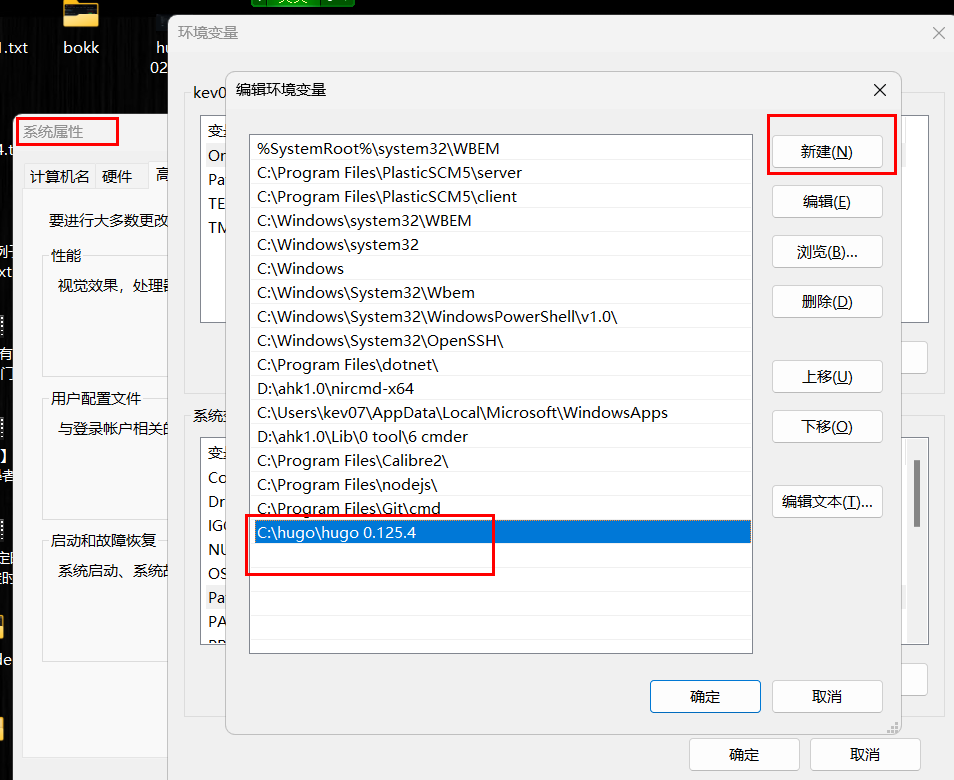 .txt
bokk
hu
02
环境变量
kev0
编辑环境变量
系统属性
计算机名
硬件
高
要进行大多数更改
性能
视觉效果，处理器
用户配置文件
与登录帐户相关的
启动和故障恢复
系统启动、系统故
变量
On
Pa
TE
TM
%SystemRoot%\system32\WBEM
C:\Program Files\PlasticSCM5\server
C:\Program Files\PlasticSCM5\client
C:\Windows\system32\WBEM
C:\Windows\system32
C:\Windows
C:\Windows\System32\Wbem
C:\Windows\System32\WindowsPowerShell\v1.0\
C:\Windows\System32\OpenSSH\
C:\Program Files\dotnet\
D:\ahk1.0\nircmd-x64
C:\Users\kev07\AppData\Local\Microsoft\WindowsApps
D:\ahk1.0\Lib\0 tool\6 cmder
C:\Program Files\Calibre2\
C:\Program Files\nodejs\
C:\Program Files\Git\cmd
C:\hugo\hugo 0.125.4
新建(N)
编辑(E)
浏览(B)...
删除(D)
上移(U)
下移(O)
编辑文本(T)...
系统变
变量
Co
Dr
IGC
NU
OS
Pa
PA
确定
取消
确定
取消